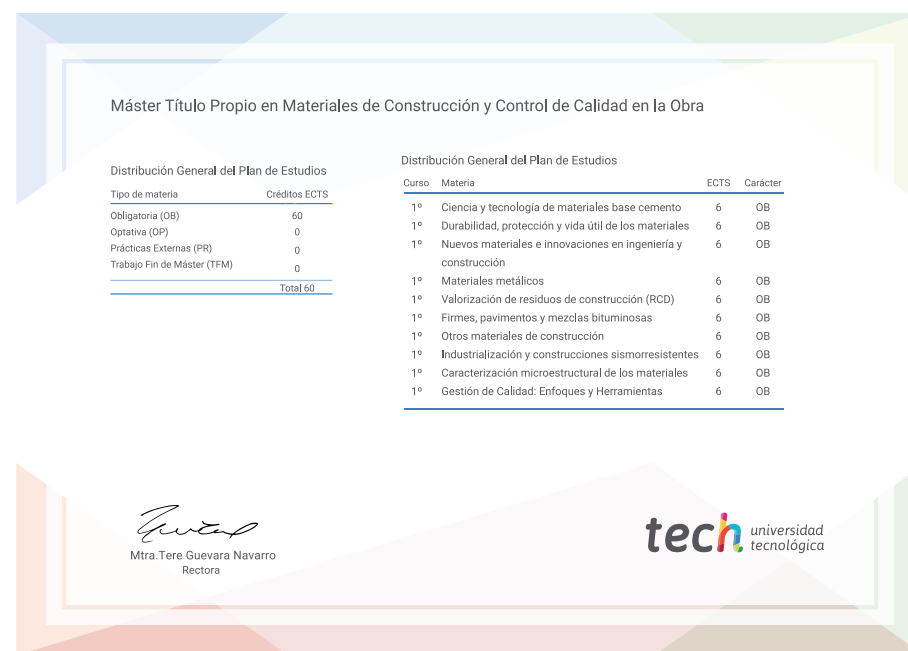 Máster Título Propio en Materiales de Construcción y Control de Calidad en la Obra
Distribución General del Plan de Estudios
Tipo de materia Créditos ECTS
Obligatoria (OB) 60
Optativa (OP) 0
Prácticas Externas (PR) 0
Trabajo Fin de Máster (TFM) 0
Total 60
Distribución General del Plan de Estudios
Curso Materia ECTS Carácter
1º Ciencia y tecnología de materiales base cemento 6 OB
1º Durabilidad, protección y vida útil de los materiales 6 OB
1º Nuevos materiales e innovaciones en ingeniería y 6 OB
construcción
1º Materiales metálicos 6 OB
1º Valorización de residuos de construcción (RCD) 6 OB
1º Firmes, pavimentos y mezclas bituminosas 6 OB
1º Otros materiales de construcción 6 OB
1º Industrialización y construcciones sismorresistentes 6 OB
1º Caracterización microestructural de los materiales 6 OB
1º Gestión de Calidad: Enfoques y Herramientas 6 OB
Mtra.Tere Guevara Navarro
Rectora
tech universidad
tecnológica